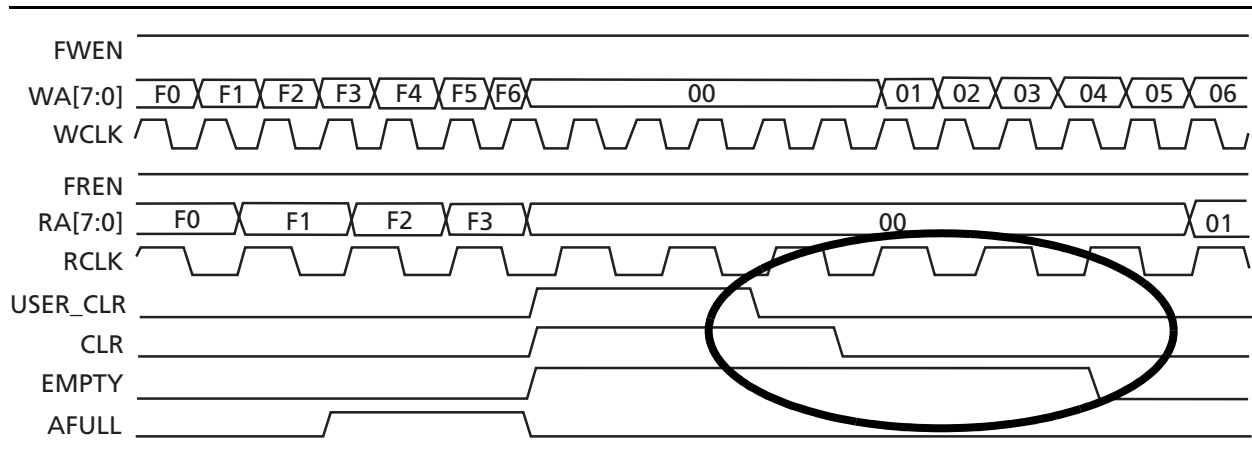 FWEN
WA[7:0] F0 F1 F2 F3 F4 F5 F6 00 01 02 03 04 05 06
WCLK
FREN
RA[7:0] F0 F1 F2 F3 00 01
RCLK
USER_CLR
CLR
EMPTY
AFULL